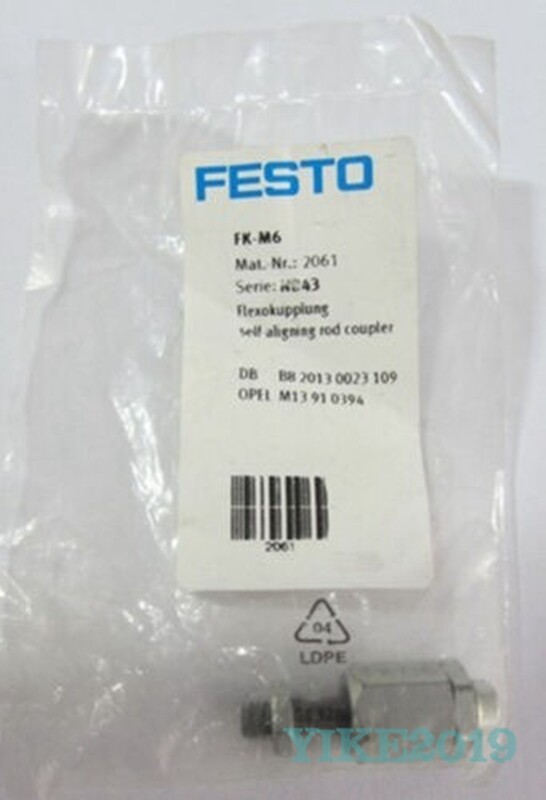 FESTO
FK-M6
Mat.-Nr.: 2061
Serie:
Flexokupplung
self aligning rod coupler
DB B8 2013 0023 109
OPEL M13 91 0394
2061
04
LDPE
YIKE2019